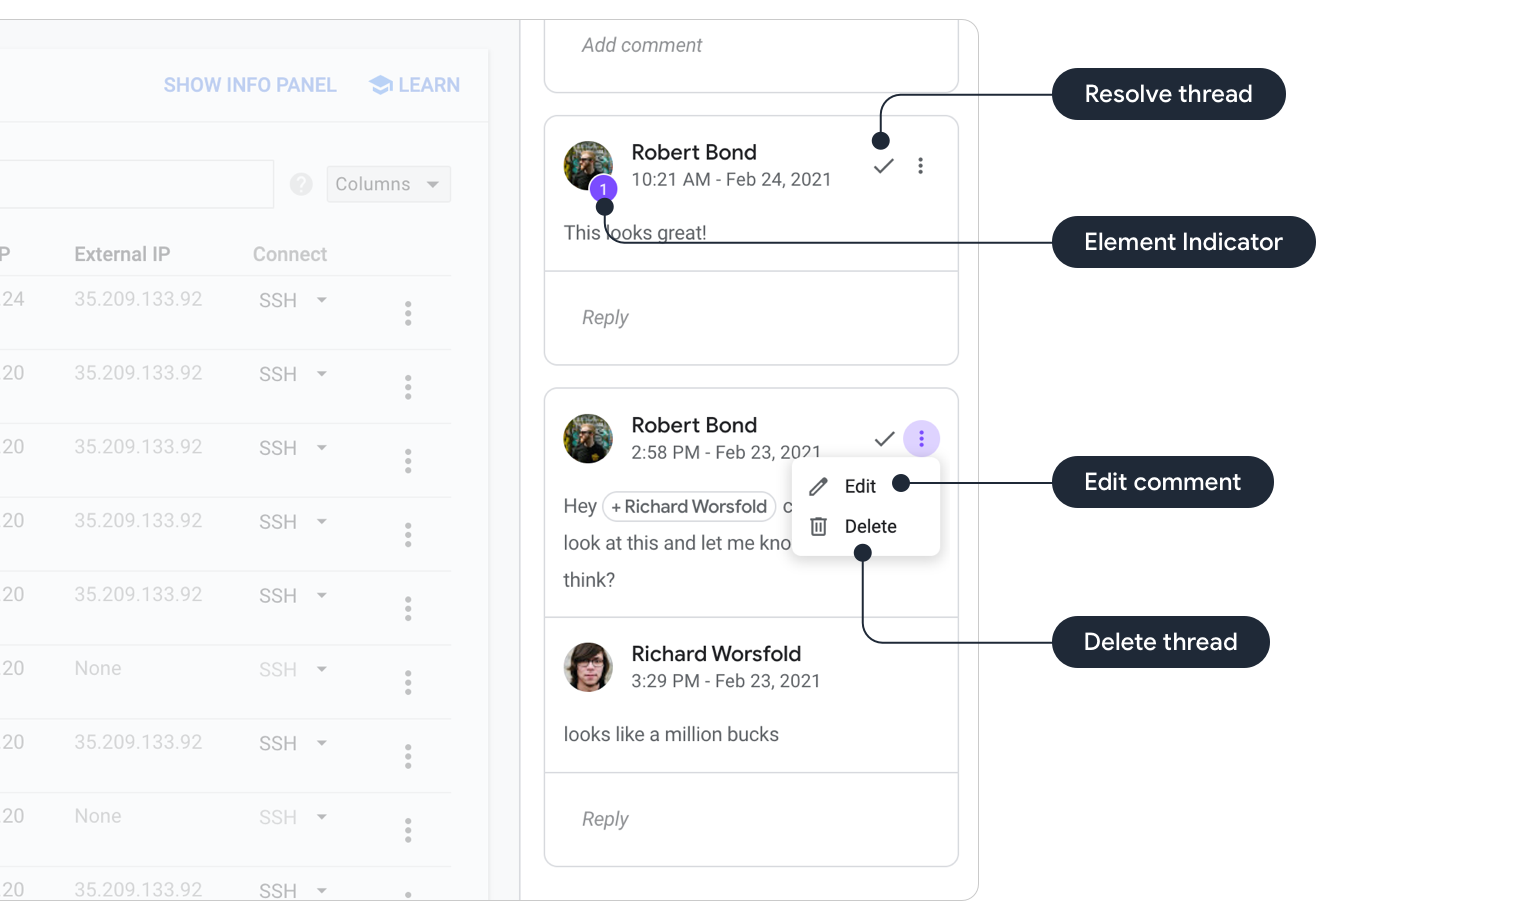 Add comment
SHOW INFO PANEL
LEARN
Resolve thread
Robert Bond
10:21 AM - Feb 24, 2021
1
Columns
This looks great!
Element Indicator
P
External IP
Connect
.24
35.209.133.92
SSH
Reply
.20
35.209.133.92
SSH
Robert Bond
2:58 PM - Feb 23, 2021
.20
35.209.133.92
SSH
Edit
Edit comment
Hey + Richard Worsfold c
Delete
.20
35.209.133.92
SSH
look at this and let me kno
think?
.20
35.209.133.92
SSH
Delete thread
Richard Worsfold
3:29 PM - Feb 23, 2021
.20
None
SSH
looks like a million bucks
.20
35.209.133.92
SSH
.20
None
SSH
Reply
.20
35.209.133.92
SSH